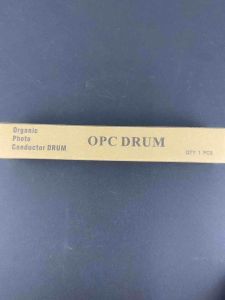 Organic
Photo
Conductor DRUM
OPC DRUM
QTY: 1 PCS